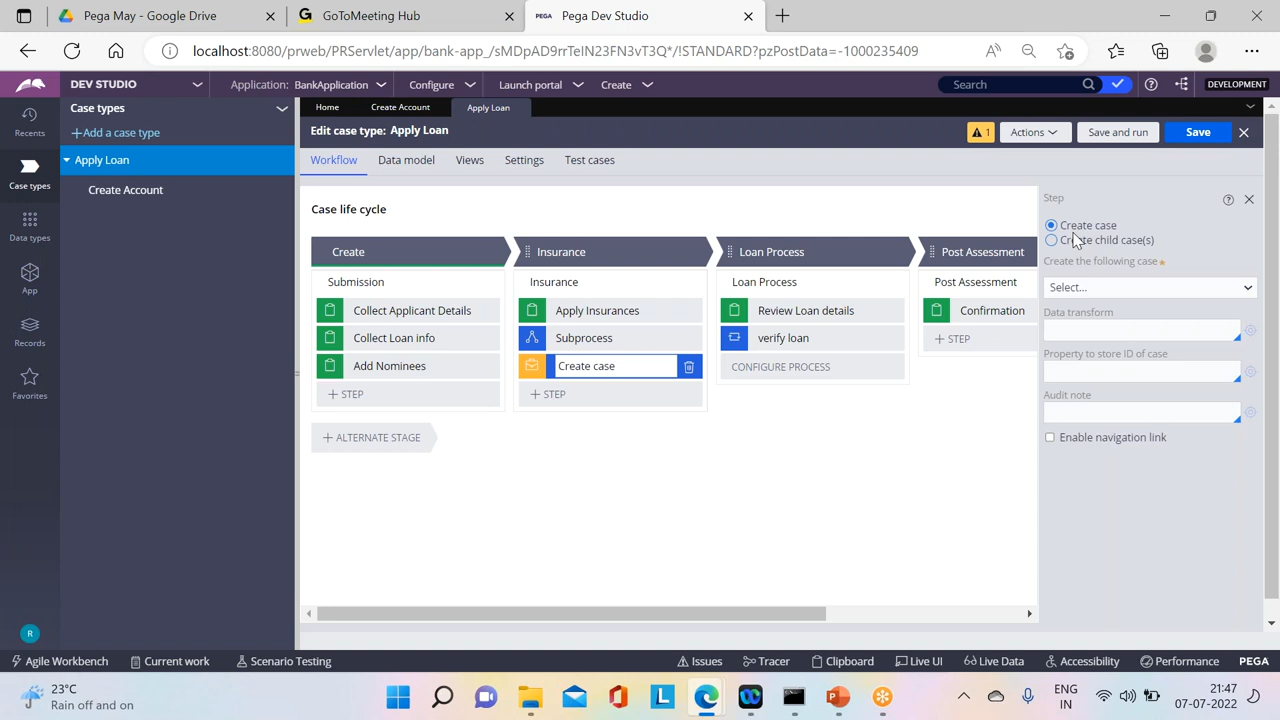 Pega May - Google Drive
GoToMeeting Hub
PEGA Pega Dev Studio
localhost:8080/prweb/PRServlet/app/bank-app_/sMDpAD9rrTeIN23FN3vT3Q*/!STANDARD?pzPostData=-1000235409
DEV STUDIO Application: BankApplication Configure Launch portal Create Search DEVELOPMENT
Case types Home Create Account Apply Loan
+Add a case type Edit case type: Apply Loan 1 Actions Save and run Save
Recents
Apply Loan Workflow Data model Views Settings Test cases
Case types
Create Account
Data types
App
Records
Favorites
R
Case life cycle
Create Insurance Loan Process Post Assessment
Submission Insurance Loan Process Post Assessment
Collect Applicant Details Apply Insurances Review Loan details Confirmation
Collect Loan info Subprocess verify loan + STEP
Add Nominees Create case CONFIGURE PROCESS
+ STEP + STEP
+ ALTERNATE STAGE
Step
Create case
Create child case(s)
Create the following case
Select...
Data transform
Property to store ID of case
Audit note
Enable navigation link
Agile Workbench Current work Scenario Testing Issues Tracer Clipboard Live UI Live Data Accessibility Performance PEGA
23°C
Rain off and on
L
ENG
IN
21:47
07-07-2022